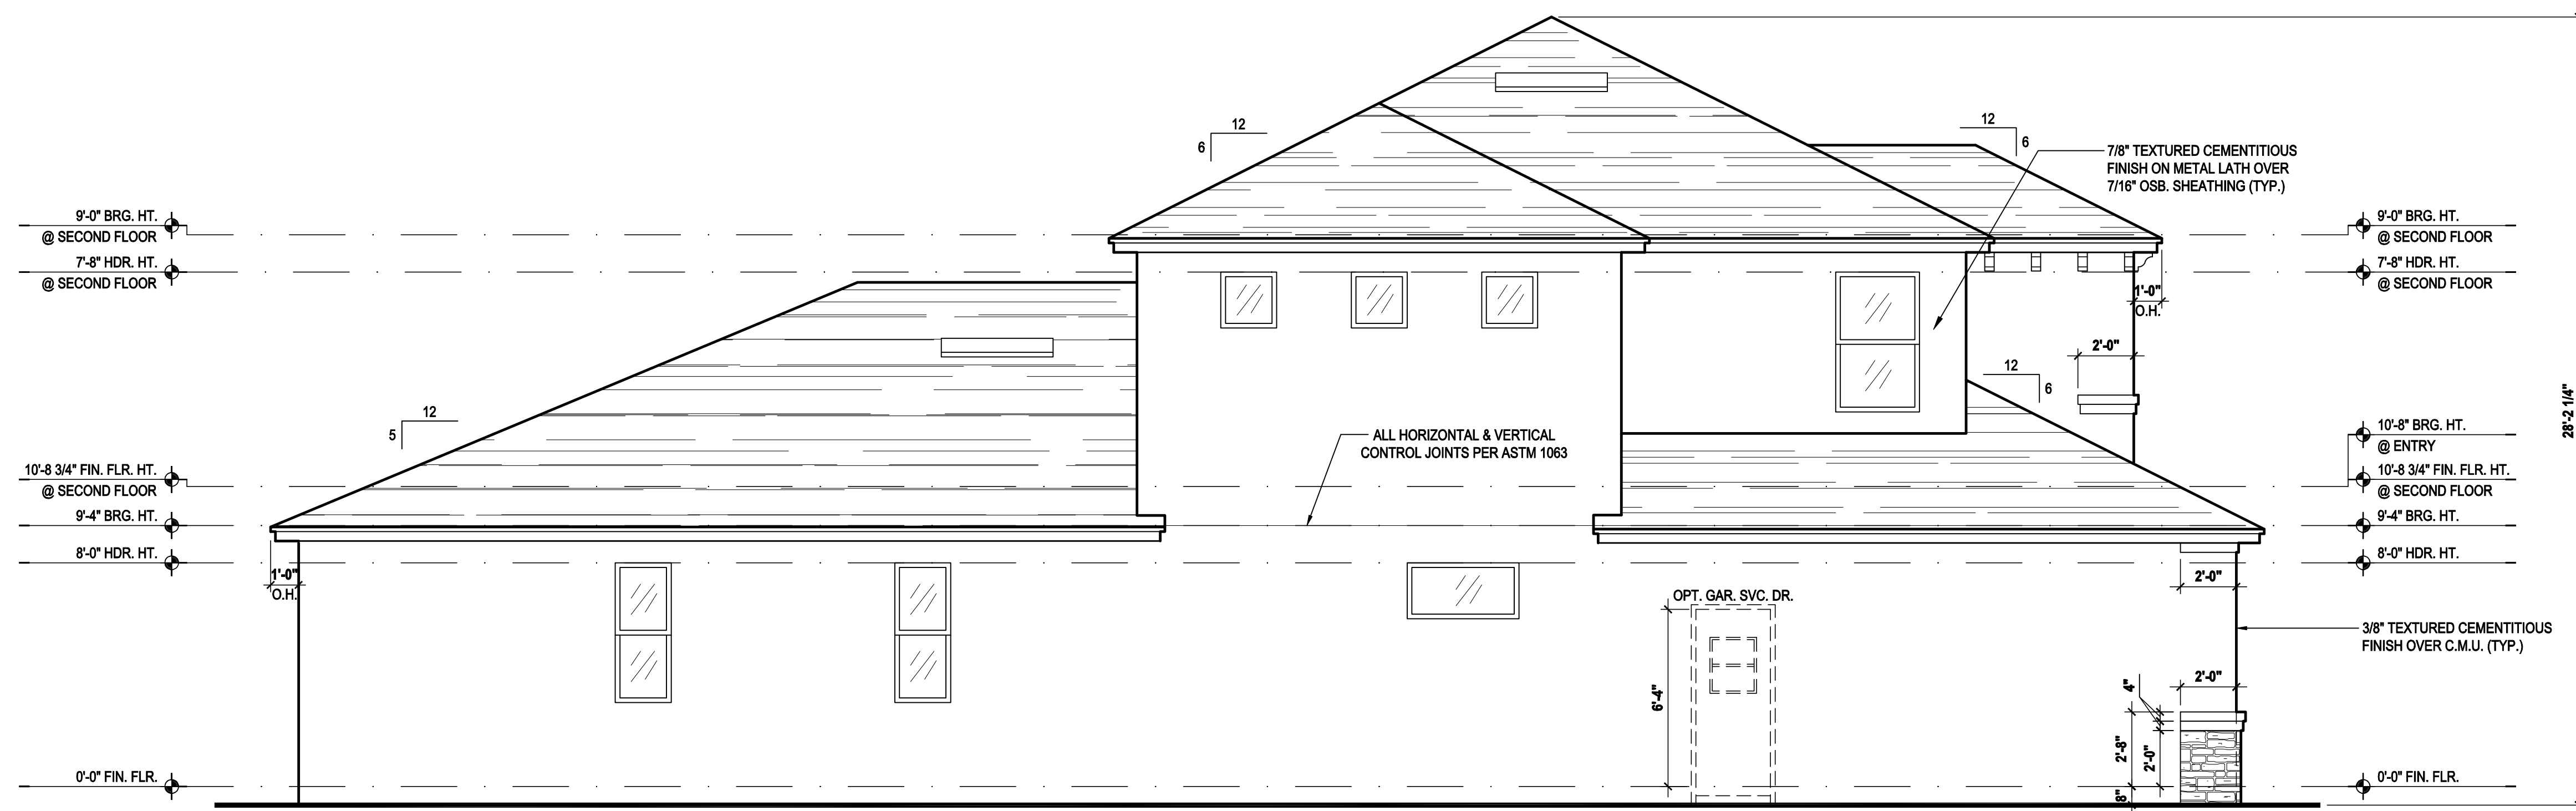 12
6
12
6
7/8" TEXTURED CEMENTITIOUS
FINISH ON METAL LATH OVER
7/16" OSB. SHEATHING (TYP.)
9'-0" BRG. HT.
@ SECOND FLOOR
7'-8" HDR. HT.
@ SECOND FLOOR
9'-0" BRG. HT.
@ SECOND FLOOR
7'-8" HDR. HT.
@ SECOND FLOOR
1'-0"
O.H.
2'-0"
12
6
12
5
28'-2 1/4"
ALL HORIZONTAL & VERTICAL
CONTROL JOINTS PER ASTM 1063
10'-8" BRG. HT.
@ ENTRY
10'-8 3/4" FIN. FLR. HT.
@ SECOND FLOOR
10'-8 3/4" FIN. FLR. HT.
@ SECOND FLOOR
9'-4" BRG. HT.
8'-0" HDR. HT.
9'-4" BRG. HT.
8'-0" HDR. HT.
1'-0"
O.H.
2'-0"
OPT. GAR. SVC. DR.
3/8" TEXTURED CEMENTITIOUS
FINISH OVER C.M.U. (TYP.)
6'-4"
2'-0"
4"
2'-8"
2'-0"
8"
0'-0" FIN. FLR.
0'-0" FIN. FLR.